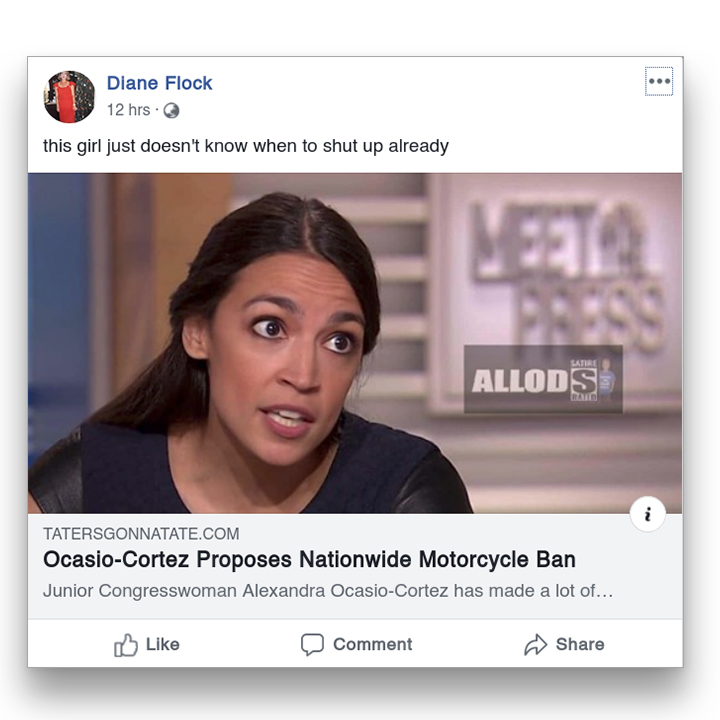 Diane Flock
12 hrs ·
this girl just doesn't know when to shut up already
MEET THE
PRESS
SATIRE
ALLOD S
RATED
TATERSGONNATATE.COM
Ocasio-Cortez Proposes Nationwide Motorcycle Ban
Junior Congresswoman Alexandra Ocasio-Cortez has made a lot of…
Like
Comment
Share